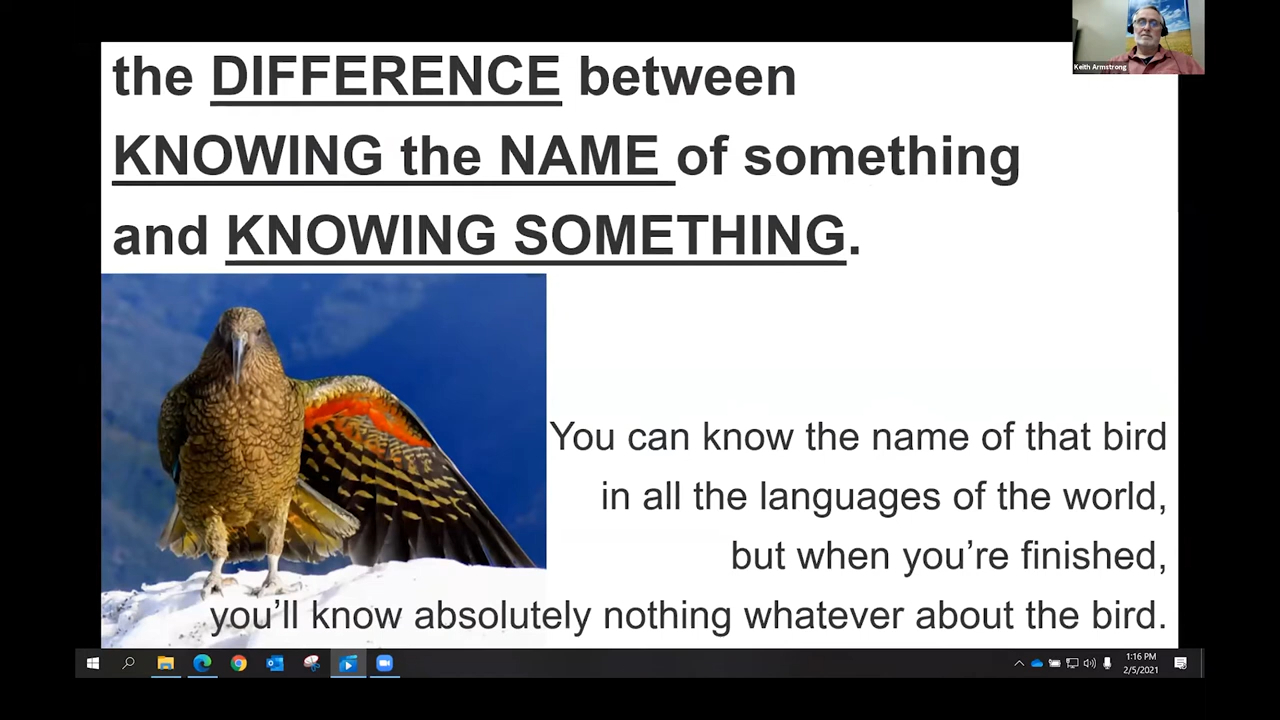 the DIFFERENCE between
KNOWING the NAME of something
and KNOWING SOMETHING.
You can know the name of that bird
in all the languages of the world,
but when you’re finished,
you’ll know absolutely nothing whatever about the bird.
Keith Armstrong
1:16 PM
2/5/2021